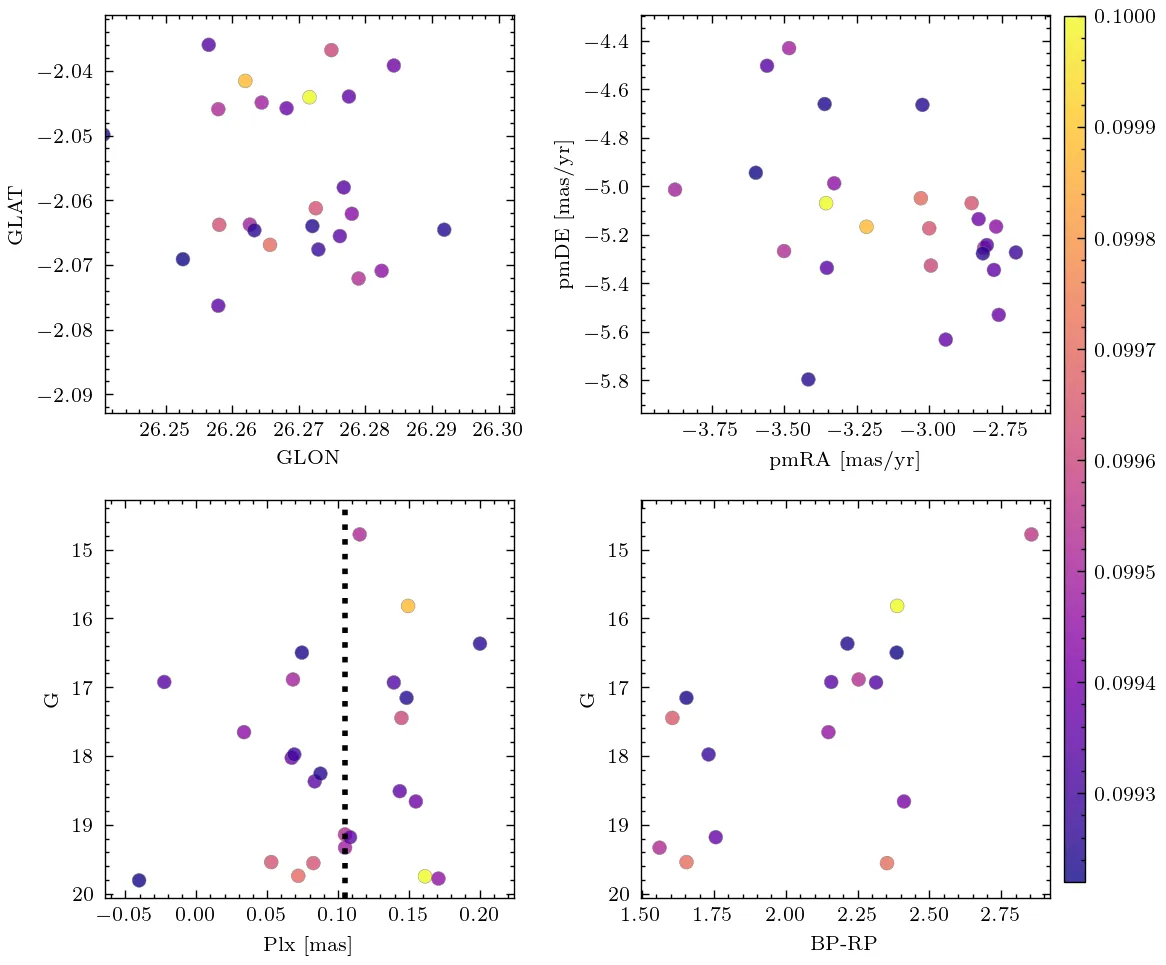 −2.04
−2.05
−2.06
−2.07
−2.08
−2.09
GLAT
26.25 26.26 26.27 26.28 26.29 26.30
GLON
−4.4
−4.6
−4.8
−5.0
−5.2
−5.4
−5.6
−5.8
pmDE [mas/yr]
−3.75 −3.50 −3.25 −3.00 −2.75
pmRA [mas/yr]
15
16
17
18
19
20
G
−0.05 0.00 0.05 0.10 0.15 0.20
Plx [mas]
15
16
17
18
19
20
G
1.50 1.75 2.00 2.25 2.50 2.75
BP-RP
0.1000
0.0999
0.0998
0.0997
0.0996
0.0995
0.0994
0.0993